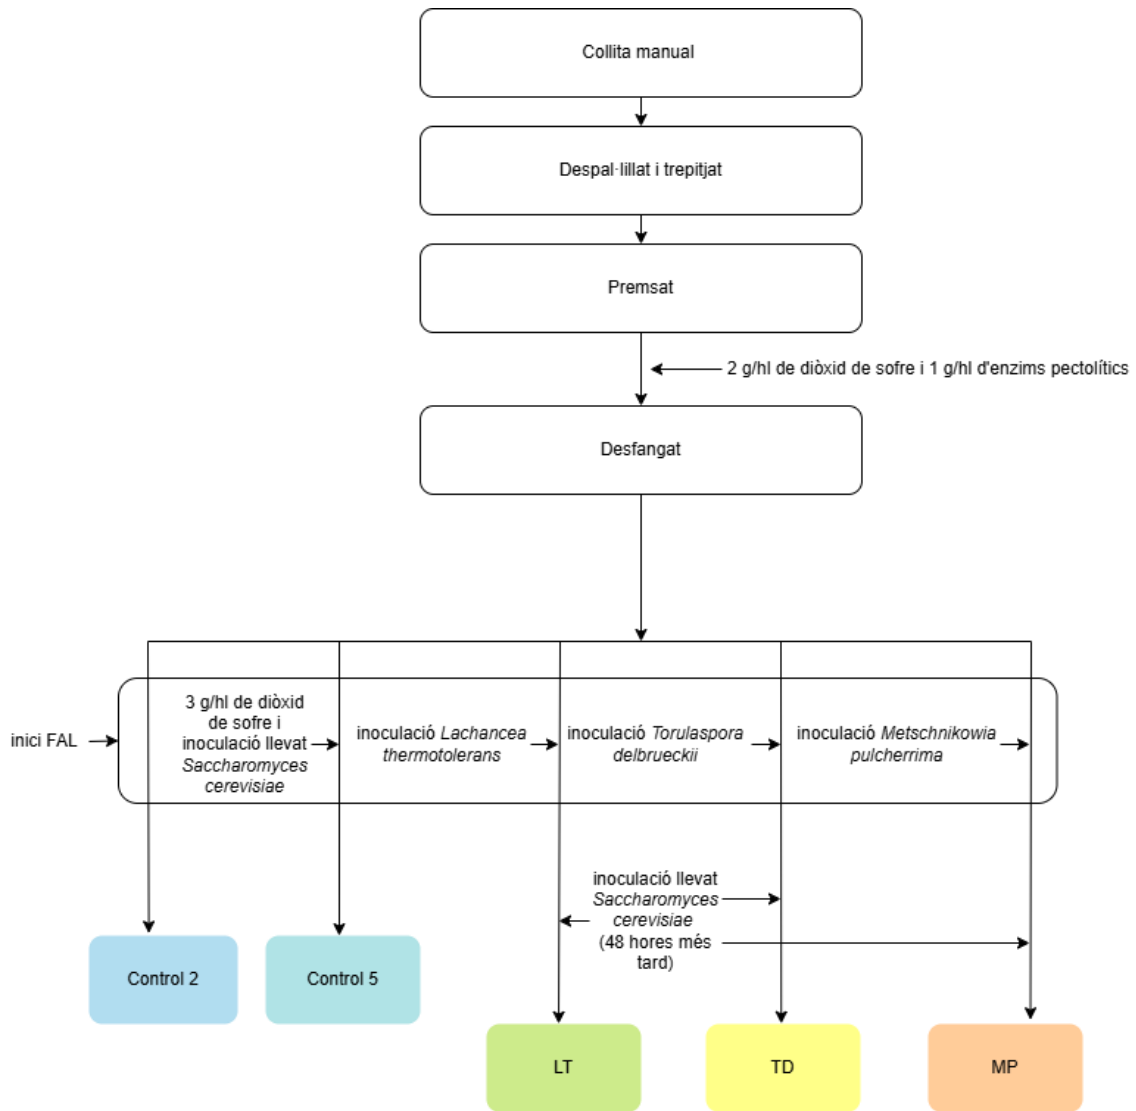 Collita manual
Despal·lillat i trepitjat
Premsat
2 g/hl de diòxid de sofre i 1 g/hl d'enzims pectolítics
Desfangat
inici FAL
3 g/hl de diòxid
de sofre i
inoculació llevat
Saccharomyces
cerevisiae
inoculació Lachancea
thermotolerans
inoculació Torulaspora
delbrueckii
inoculació Metschnikowia
pulcherrima
inoculació llevat
Saccharomyces
cerevisiae
(48 hores més
tard)
Control 2
Control 5
LT
TD
MP